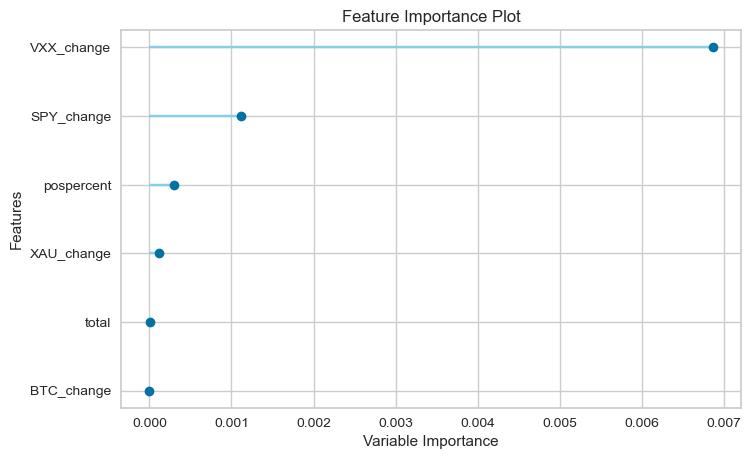 Feature Importance Plot
VXX_change
SPY_change
pospercent
XAU_change
total
BTC_change
Features
0.000 0.001 0.002 0.003 0.004 0.005 0.006 0.007
Variable Importance